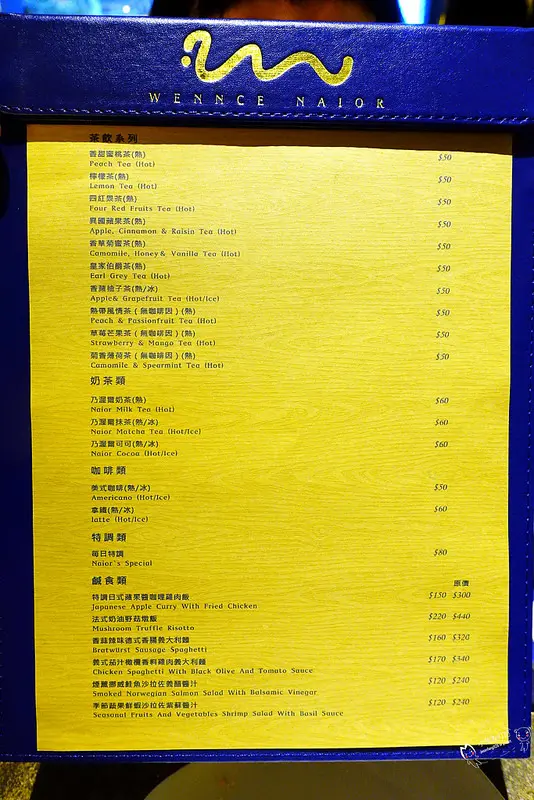 WENNCE NAIOR
茶飲系列
香甜蜜桃茶(熱) $50
Peach Tea (Hot)
檸檬茶(熱) $50
Lemon Tea (Hot)
四紅果茶(熱) $50
Four Red Fruits Tea (Hot)
異國蘋果茶(熱) $50
Apple, Cinnamon & Raisin Tea (Hot)
香草菊蜜茶(熱) $50
Camomile, Honey & Vanilla Tea (Hot)
皇家伯爵茶(熱) $50
Earl Grey Tea (Hot)
香蘋柚子茶(熱/冰) $50
Apple& Grapefruit Tea (Hot/Ice)
熱帶風情茶（無咖啡因）(熱) $50
Peach & Passionfruit Tea (Hot)
草莓芒果茶（無咖啡因）(熱) $50
Strawberry & Mango Tea (Hot)
菊香薄荷茶（無咖啡因）(熱) $50
Camomile & Spearmint Tea (Hot)
奶茶類
乃渥爾奶茶(熱) $60
Naior Milk Tea (Hot)
乃渥爾抹茶(熱/冰) $60
Naior Matcha Tea (Hot/Ice)
乃渥爾可可(熱/冰) $60
Naior Cocoa (Hot/Ice)
咖啡類
美式咖啡(熱/冰) $50
Americano (Hot/Ice)
拿鐵(熱/冰) $60
latte (Hot/Ice)
特調類
每日特調 $80
Naior's Special
鹹食類 原價
特調日式蘋果醬咖哩雞肉飯 $150 $300
Japanese Apple Curry With Fried Chicken
法式奶油野菇燉飯 $220 $440
Mushroom Truffle Risotto
香蒜辣味德式香腸義大利麵 $160 $320
Bratwürst Sausage Spaghetti
義式茄汁橄欖香料雞肉義大利麵 $170 $340
Chicken Spaghetti With Black Olive And Tomato Sauce
煙燻挪威鮭魚沙拉佐義醋醬汁 $120 $240
Smoked Norwegian Salmon Salad With Balsamic Vinegar
季節蔬果鮮蝦沙拉佐紫蘇醬汁 $120 $240
Seasonal Fruits And Vegetables Shrimp Salad With Basil Sauce